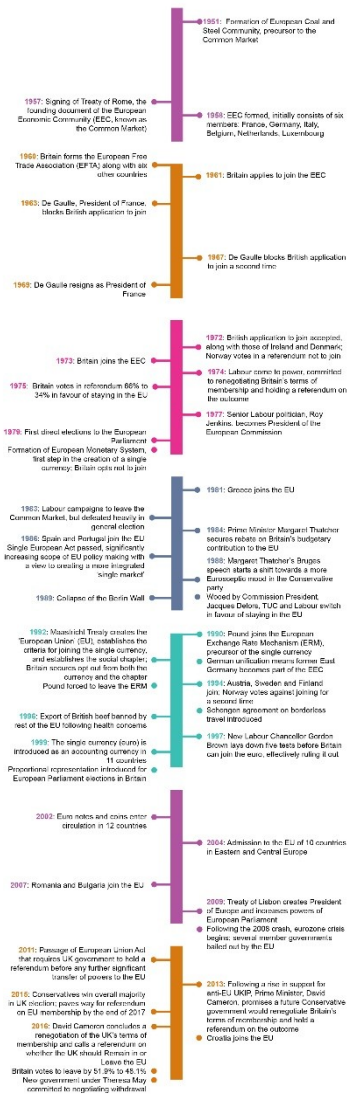 1951: Formation of European Coal and
Steel Community, precursor to the
Common Market
1957: Signing of Treaty of Rome, the
founding document of the European
Economic Community (EEC, known as
the Common Market)
1958: EEC formed, initially consists of six
members: France, Germany, Italy,
Belgium, Netherlands, Luxembourg
1960: Britain forms the European Free
Trade Association (EFTA) along with six
other countries
1961: Britain applies to join the EEC
1963: De Gaulle, President of France,
blocks British application to join
1967: De Gaulle blocks British application
to join a second time
1969: De Gaulle resigns as President of
France
1972: British application to join accepted,
along with those of Ireland and Denmark;
Norway votes in a referendum not to join
1973: Britain joins the EEC
1974: Labour come to power, committed to
renegotiating Britain's terms of
membership and holding a referendum on
the outcome
1975: Britain votes in referendum 66% to
34% in favour of staying in the EU
1977: Senior Labour politician, Roy
Jenkins, becomes President of the
European Commission
1979: First direct elections to the European
Parliament
Formation of European Monetary System,
first step in the creation of a single
currency; Britain opts not to join
1981: Greece joins the EU
1983: Labour campaigns to leave the
Common Market, but defeated heavily in
general election
1984: Prime Minister Margaret Thatcher
secures rebate on Britain's budgetary
contribution to the EU
1986: Spain and Portugal join the EU
Single European Act passed, significantly
increasing scope of EU policy making with
a view to creating a more integrated
'single market'
1988: Margaret Thatcher's Bruges
speech starts a shift towards a more
Eurosceptic mood in the Conservative
party
Wooed by Commission President,
Jacques Delors, TUC and Labour switch
in favour of staying in the EU
1989: Collapse of the Berlin Wall
1990: Pound joins the European
Exchange Rate Mechanism (ERM),
precursor of the single currency
German unification means former East
Germany becomes part of the EEC
1992: Maastricht Treaty creates the
'European Union' (EU), establishes the
criteria for joining the single currency,
and establishes the social chapter;
Britain secures opt out from both the
currency and the chapter
Pound forced to leave the ERM
1994: Austria, Sweden and Finland
join; Norway votes against joining for
a second time
Schengen agreement on borderless
travel introduced
1996: Export of British beef banned by
rest of the EU following health concerns
1997: New Labour Chancellor Gordon
Brown lays down five tests before Britain
can join the euro, effectively ruling it out
1999: The single currency (euro) is
introduced as an accounting currency in
11 countries
Proportional representation introduced for
European Parliament elections in Britain
2002: Euro notes and coins enter
circulation in 12 countries
2004: Admission to the EU of 10 countries
in Eastern and Central Europe
2007: Romania and Bulgaria join the EU
2009: Treaty of Lisbon creates President
of Europe and increases powers of
European Parliament
Following the 2008 crash, eurozone crisis
begins; several member governments
bailed out by the EU
2011: Passage of European Union Act
that requires UK government to hold a
referendum before any further significant
transfer of powers to the EU
2013: Following a rise in support for
anti-EU UKIP, Prime Minister, David
Cameron, promises a future Conservative
government would renegotiate Britain's
terms of membership and hold a
referendum on the outcome
Croatia joins the EU
2015: Conservatives win overall majority
in UK election; paves way for referendum
on EU membership by the end of 2017
2016: David Cameron concludes a
renegotiation of the UK's terms of
membership and calls a referendum on
whether the UK should Remain in or
Leave the EU
Britain votes to leave by 51.9% to 48.1%
New government under Theresa May
committed to negotiating withdrawal